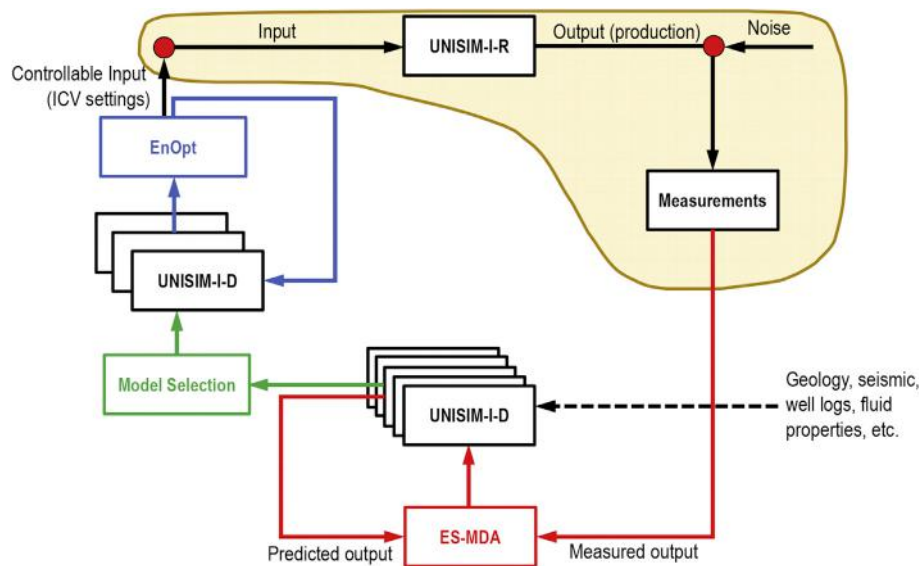 Input
UNISIM-I-R
Output (production)
Noise
Controllable Input
(ICV settings)
EnOpt
Measurements
UNISIM-I-D
Model Selection
UNISIM-I-D
Geology, seismic,
well logs, fluid
properties, etc.
ES-MDA
Predicted output
Measured output